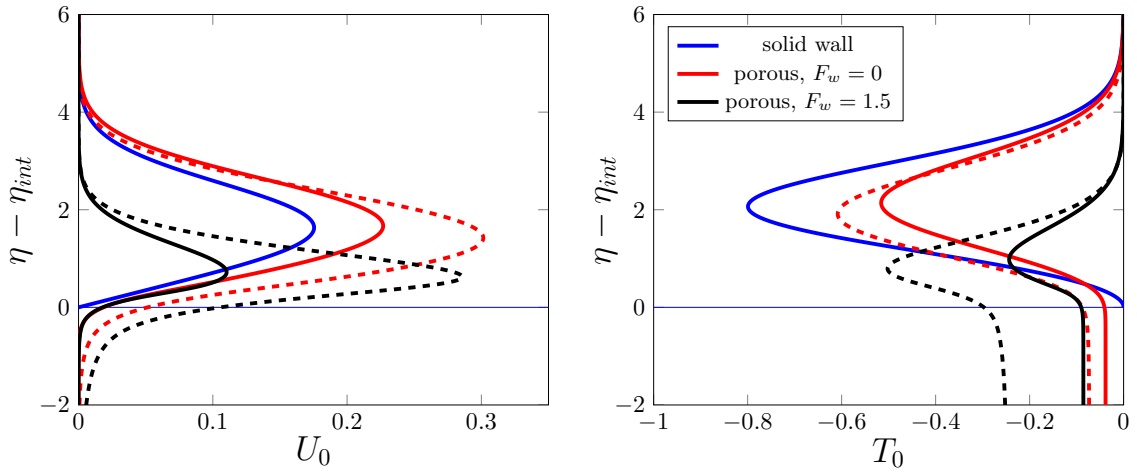 6
4
2
0
−2
0
0.1
0.2
0.3
U₀
η − η_int
6
4
2
0
−2
−1
−0.8
−0.6
−0.4
−0.2
0
T₀
η − η_int
solid wall
porous, F_w = 0
porous, F_w = 1.5